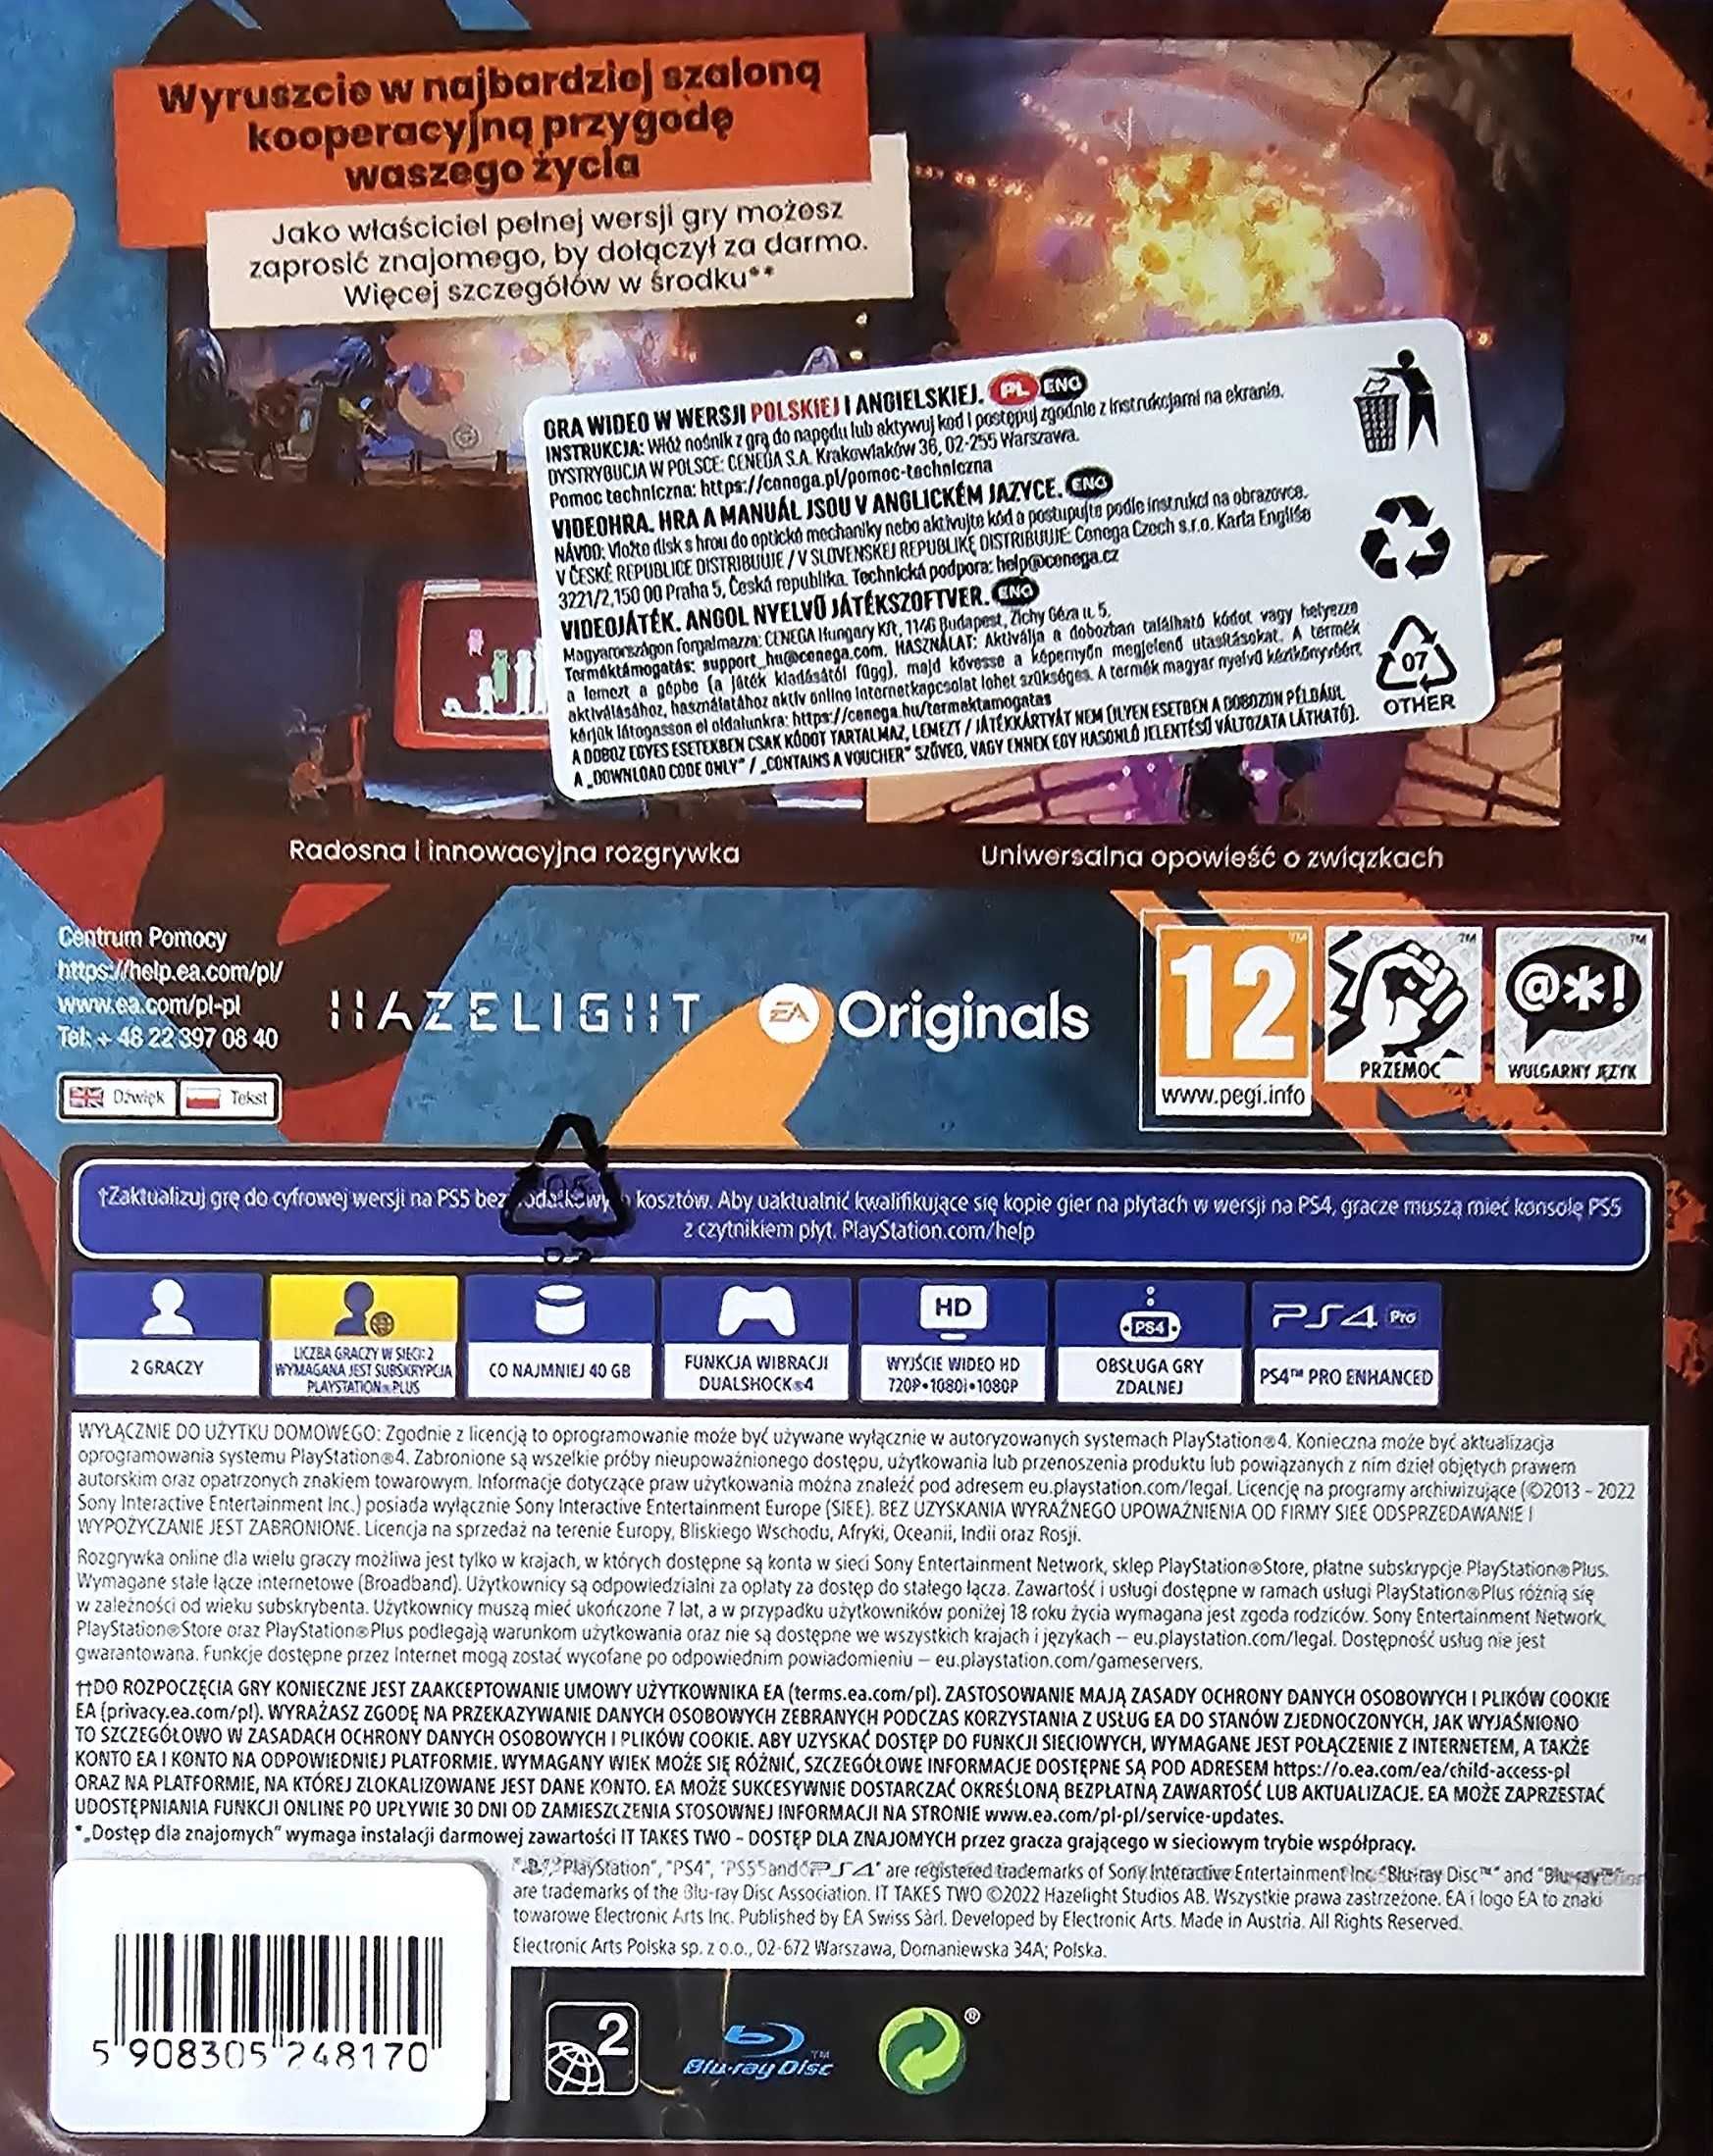 Wyruszcie w najbardziej szaloną
kooperacyjną przygodę
waszego życia
Jako właściciel pełnej wersji gry możesz
zaprosić znajomego, by dołączył za darmo.
Więcej szczegółów w środku**
GRA WIDEO W WERSJI POLSKIEJ I ANGIELSKIEJ. PL ENG
INSTRUKCJA: Włóż nośnik z grą do napędu lub aktywuj kod i postępuj zgodnie z instrukcjami na ekranie.
DYSTRYBUCJA W POLSCE: CENEGA S.A. Krakowiaków 36, 02-255 Warszawa.
Pomoc techniczna: https://cenega.pl/pomoc-techniczna
VIDEOHRA. HRA A MANUÁL JSOU V ANGLICKÉM JAZYCE. ENG
NÁVOD: Vložte disk s hrou do optické mechaniky nebo aktivujte kód a postupujte podle instrukcí na obrazovce.
V ČESKÉ REPUBLICE DISTRIBUUJE / V SLOVENSKEJ REPUBLIKE DISTRIBUUJE: Cenega Czech s.r.o. Karla Engliše
3221/2,150 00 Praha 5, Česká republika. Technická podpora: help@cenega.cz
VIDEOJÁTÉK. ANGOL NYELVŰ JÁTÉKSZOFTVER. ENG
Magyarországon forgalmazza: CENEGA Hungary Kft, 1146 Budapest, Zichy Géza u. 5.
Terméktámogatás: support_hu@cenega.com, HASZNÁLAT: Aktiválja a dobozban található kódot vagy helyezze
a lemezt a gépbe (a játék kiadásától függ), majd kövesse a képernyőn megjelenő utasításokat. A termék
aktiválásához, használatához aktív online internetkapcsolat lehet szükséges. A termék magyar nyelvű kézikönyvéért
kérjük látogasson el oldalunkra: https://cenega.hu/termektamogatas
A DOBOZ EGYES ESETEKBEN CSAK KÓDOT TARTALMAZ, LEMEZT / JÁTÉKKÁRTYÁT NEM (ILYEN ESETBEN A DOBOZON PÉLDÁUL
A „DOWNLOAD CODE ONLY” / „CONTAINS A VOUCHER” SZÖVEG, VAGY ENNEK EGY HASONLÓ JELENTÉSŰ VÁLTOZATA LÁTHATÓ).
07
OTHER
Radosna i innowacyjna rozgrywka
Uniwersalna opowieść o związkach
Centrum Pomocy
https://help.ea.com/pl/
www.ea.com/pl-pl
Tel: + 48 22 397 08 40
Dźwięk Tekst
HAZELIGHT
EA Originals
12
www.pegi.info
PRZEMOC
@*!
WULGARNY JĘZYK
†Zaktualizuj grę do cyfrowej wersji na PS5 bez kosztów. Aby uaktualnić kwalifikujące się kopie gier na płytach w wersji na PS4, gracze muszą mieć konsolę PS5
z czytnikiem płyt. PlayStation.com/help
2 GRACZY
LICZBA GRACZY W SIECI: 2
WYMAGANA JEST SUBSKRYPCJA
PLAYSTATION®PLUS
CO NAJMNIEJ 40 GB
FUNKCJA WIBRACJI
DUALSHOCK®4
HD
WYJŚCIE WIDEO HD
720P•1080i•1080P
PS4
OBSŁUGA GRY
ZDALNEJ
PS4 Pro
PS4™ PRO ENHANCED
WYŁĄCZNIE DO UŻYTKU DOMOWEGO: Zgodnie z licencją to oprogramowanie może być używane wyłącznie w autoryzowanych systemach PlayStation®4. Konieczna może być aktualizacja
oprogramowania systemu PlayStation®4. Zabronione są wszelkie próby nieupoważnionego dostępu, użytkowania lub przenoszenia produktu lub powiązanych z nim dzieł objętych prawem
autorskim oraz opatrzonych znakiem towarowym. Informacje dotyczące praw użytkowania można znaleźć pod adresem eu.playstation.com/legal. Licencję na programy archiwizujące (©2013 - 2022
Sony Interactive Entertainment Inc.) posiada wyłącznie Sony Interactive Entertainment Europe (SIEE). BEZ UZYSKANIA WYRAŹNEGO UPOWAŻNIENIA OD FIRMY SIEE ODSPRZEDAWANIE I
WYPOŻYCZANIE JEST ZABRONIONE. Licencja na sprzedaż na terenie Europy, Bliskiego Wschodu, Afryki, Oceanii, Indii oraz Rosji.
Rozgrywka online dla wielu graczy możliwa jest tylko w krajach, w których dostępne są konta w sieci Sony Entertainment Network, sklep PlayStation®Store, płatne subskrypcje PlayStation®Plus.
Wymagane stałe łącze internetowe (Broadband). Użytkownicy są odpowiedzialni za opłaty za dostęp do stałego łącza. Zawartość i usługi dostępne w ramach usługi PlayStation®Plus różnią się
w zależności od wieku subskrybenta. Użytkownicy muszą mieć ukończone 7 lat, a w przypadku użytkowników poniżej 18 roku życia wymagana jest zgoda rodziców. Sony Entertainment Network,
PlayStation®Store oraz PlayStation®Plus podlegają warunkom użytkowania oraz nie są dostępne we wszystkich krajach i językach – eu.playstation.com/legal. Dostępność usług nie jest
gwarantowana. Funkcje dostępne przez Internet mogą zostać wycofane po odpowiednim powiadomieniu – eu.playstation.com/gameservers.
††DO ROZPOCZĘCIA GRY KONIECZNE JEST ZAAKCEPTOWANIE UMOWY UŻYTKOWNIKA EA (terms.ea.com/pl). ZASTOSOWANIE MAJĄ ZASADY OCHRONY DANYCH OSOBOWYCH I PLIKÓW COOKIE
EA (privacy.ea.com/pl). WYRAŻASZ ZGODĘ NA PRZEKAZYWANIE DANYCH OSOBOWYCH ZEBRANYCH PODCZAS KORZYSTANIA Z USŁUG EA DO STANÓW ZJEDNOCZONYCH, JAK WYJAŚNIONO
TO SZCZEGÓŁOWO W ZASADACH OCHRONY DANYCH OSOBOWYCH I PLIKÓW COOKIE. ABY UZYSKAĆ DOSTĘP DO FUNKCJI SIECIOWYCH, WYMAGANE JEST POŁĄCZENIE Z INTERNETEM, A TAKŻE
KONTO EA I KONTO NA ODPOWIEDNIEJ PLATFORMIE. WYMAGANY WIEK MOŻE SIĘ RÓŻNIĆ, SZCZEGÓŁOWE INFORMACJE DOSTĘPNE SĄ POD ADRESEM https://o.ea.com/ea/child-access-pl
ORAZ NA PLATFORMIE, NA KTÓREJ ZLOKALIZOWANE JEST DANE KONTO. EA MOŻE SUKCESYWNIE DOSTARCZAĆ OKREŚLONĄ BEZPŁATNĄ ZAWARTOŚĆ LUB AKTUALIZACJE. EA MOŻE ZAPRZESTAĆ
UDOSTĘPNIANIA FUNKCJI ONLINE PO UPŁYWIE 30 DNI OD ZAMIESZCZENIA STOSOWNEJ INFORMACJI NA STRONIE www.ea.com/pl-pl/service-updates.
*„Dostęp dla znajomych” wymaga instalacji darmowej zawartości IT TAKES TWO – DOSTĘP DLA ZNAJOMYCH przez gracza grającego w sieciowym trybie współpracy.
"PlayStation", "PS4", "PS5" and "PS4" are registered trademarks of Sony Interactive Entertainment Inc. "Blu-ray Disc™" and "Blu-ray™
are trademarks of the Blu-ray Disc Association. IT TAKES TWO ©2022 Hazelight Studios AB. Wszystkie prawa zastrzeżone. EA i logo EA to znaki
towarowe Electronic Arts Inc. Published by EA Swiss Sàrl. Developed by Electronic Arts. Made in Austria. All Rights Reserved.
Electronic Arts Polska sp. z o.o., 02-672 Warszawa, Domaniewska 34A; Polska.
5 908305 248170
2
Blu-ray Disc™
®